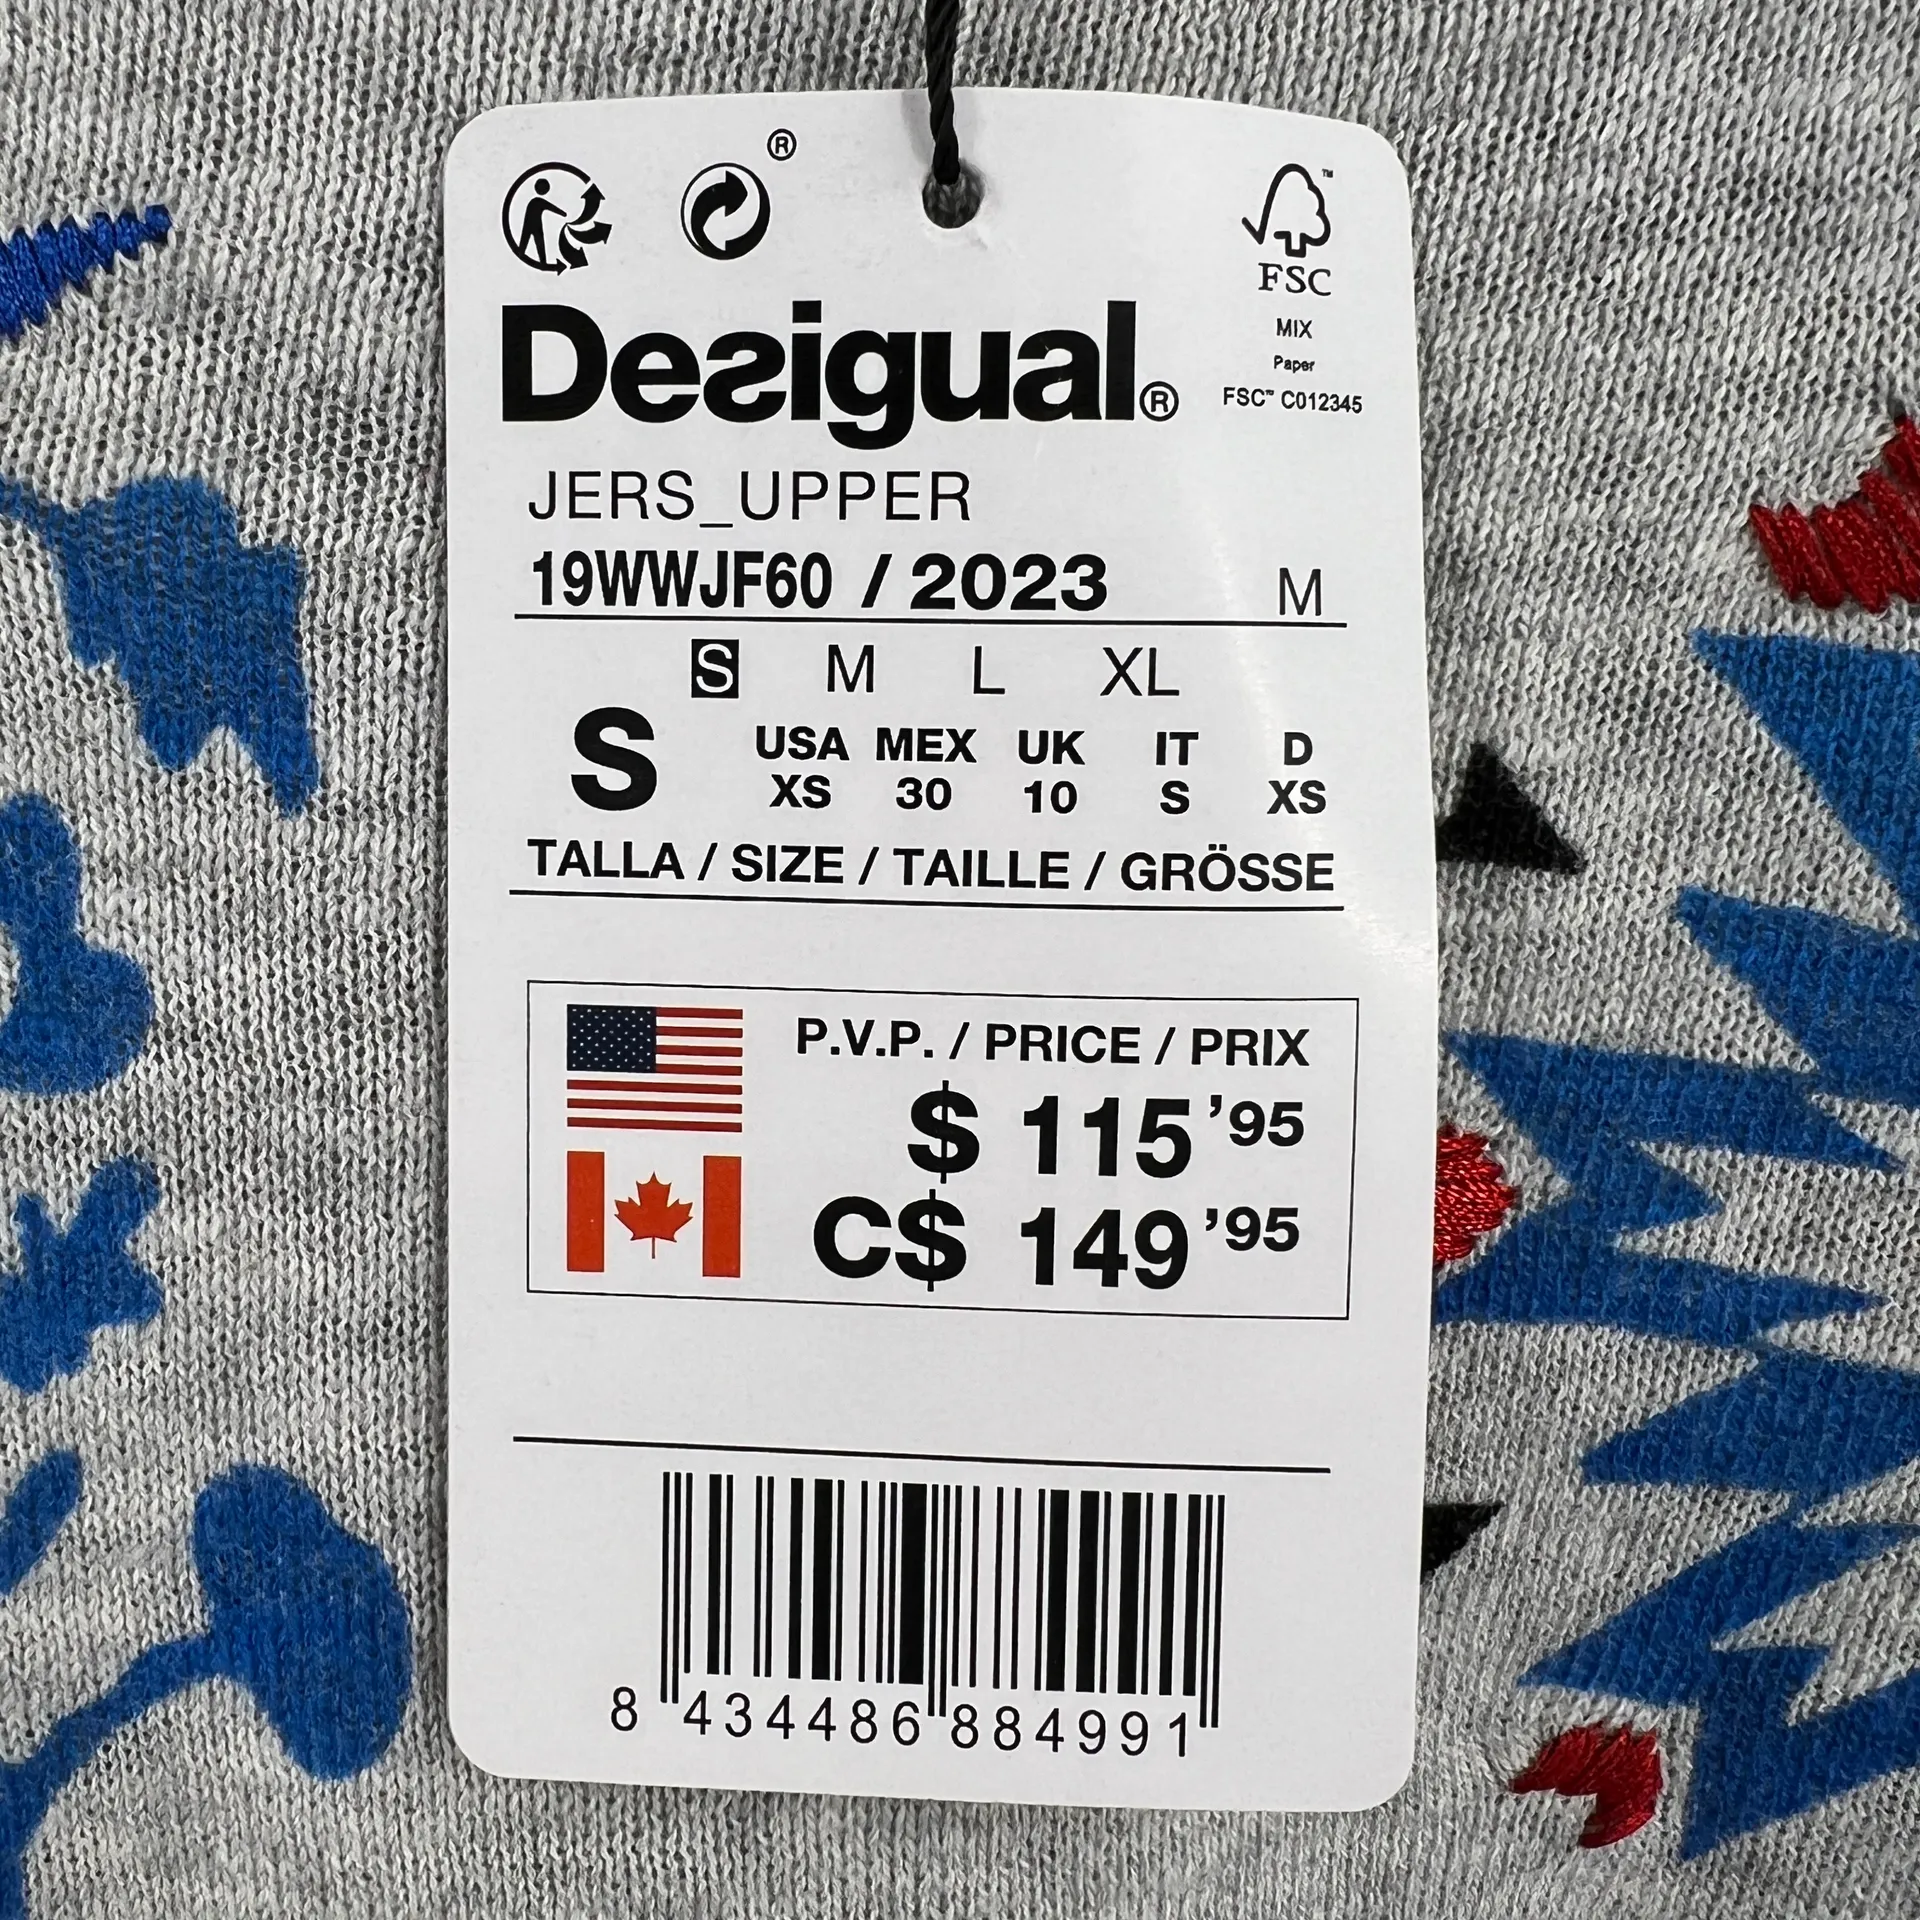 ®
Desigual®
FSC
MIX
Paper
FSC™ C012345
JERS_UPPER
19WWJF60 / 2023 M
S M L XL
S USA MEX UK IT D
XS 30 10 S XS
TALLA / SIZE / TAILLE / GRÖSSE
P.V.P. / PRICE / PRIX
$ 115'95
C$ 149'95
8 434486 884991